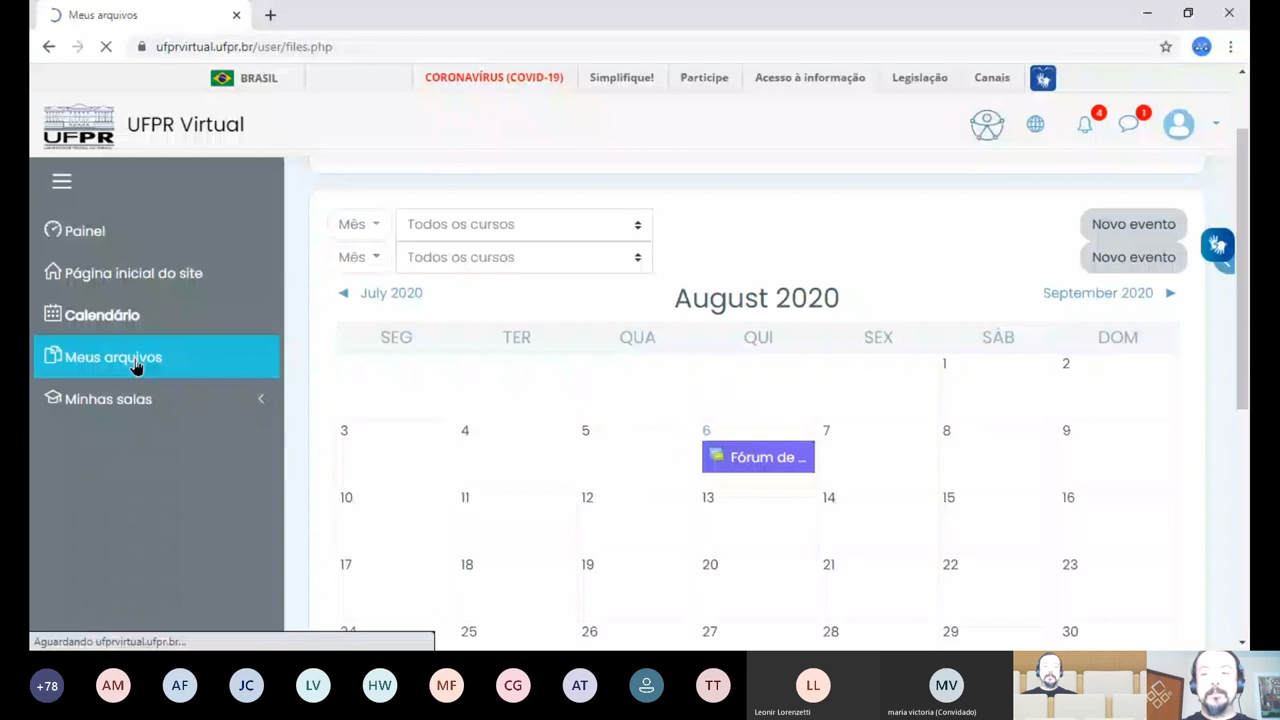 Meus arquivos
ufprvirtual.ufpr.br/user/files.php
BRASIL
CORONAVÍRUS (COVID-19)
Simplifique!
Participe
Acesso à informação
Legislação
Canais
UFPR
UFPR Virtual
4
1
Painel
Página inicial do site
Calendário
Meus arquivos
Minhas salas
Mês
Todos os cursos
Novo evento
Mês
Todos os cursos
Novo evento
July 2020
August 2020
September 2020
SEG TER QUA QUI SEX SÁB DOM
1 2
3 4 5 6 7 8 9
Fórum de ...
10 11 12 13 14 15 16
17 18 19 20 21 22 23
24 25 26 27 28 29 30
Aguardando ufprvirtual.ufpr.br...
+78 AM AF JC LV HW MF CG AT TT LL MV
Leonir Lorenzetti
maria victoria (Convidado)